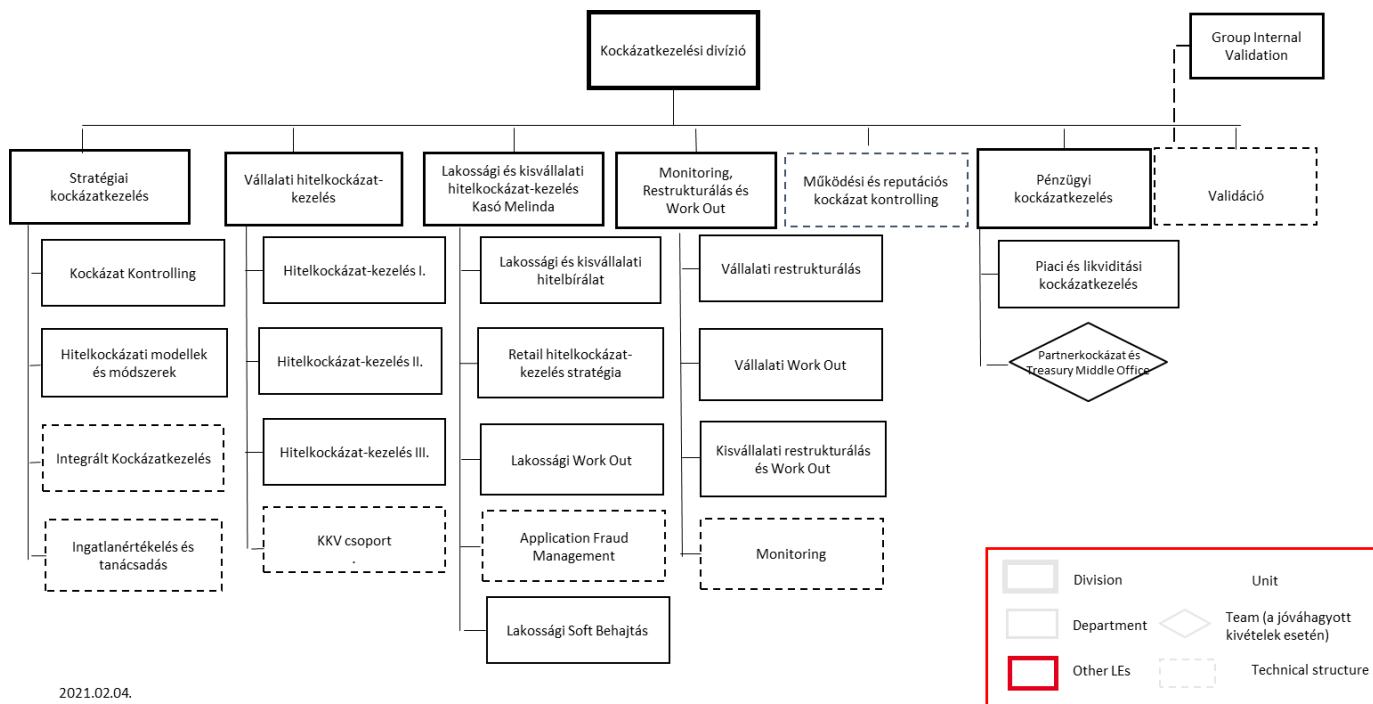 Kockázatkezelési divízió
Group Internal
Validation
Stratégiai
kockázatkezelés
Vállalati hitelkockázat-
kezelés
Lakossági és kisvállalati
hitelkockázat-kezelés
Kasó Melinda
Monitoring,
Restrukturálás és
Work Out
Működési és reputációs
kockázat kontrolling
Pénzügyi
kockázatkezelés
Validáció
Kockázat Kontrolling
Hitelkockázati modellek
és módszerek
Integrált Kockázatkezelés
Ingatlanértékelés és
tanácsadás
Hitelkockázat-kezelés I.
Hitelkockázat-kezelés II.
Hitelkockázat-kezelés III.
KKV csoport
.
Lakossági és kisvállalati
hitelbírálat
Retail hitelkockázat-
kezelés stratégia
Lakossági Work Out
Application Fraud
Management
Lakossági Soft Behajtás
Vállalati restrukturálás
Vállalati Work Out
Kisvállalati restrukturálás
és Work Out
Monitoring
Piaci és likviditási
kockázatkezelés
Partnerkockázat és
Treasury Middle Office
Division
Unit
Department
Team (a jóváhagyott
kivételek esetén)
Other LEs
Technical structure
2021.02.04.